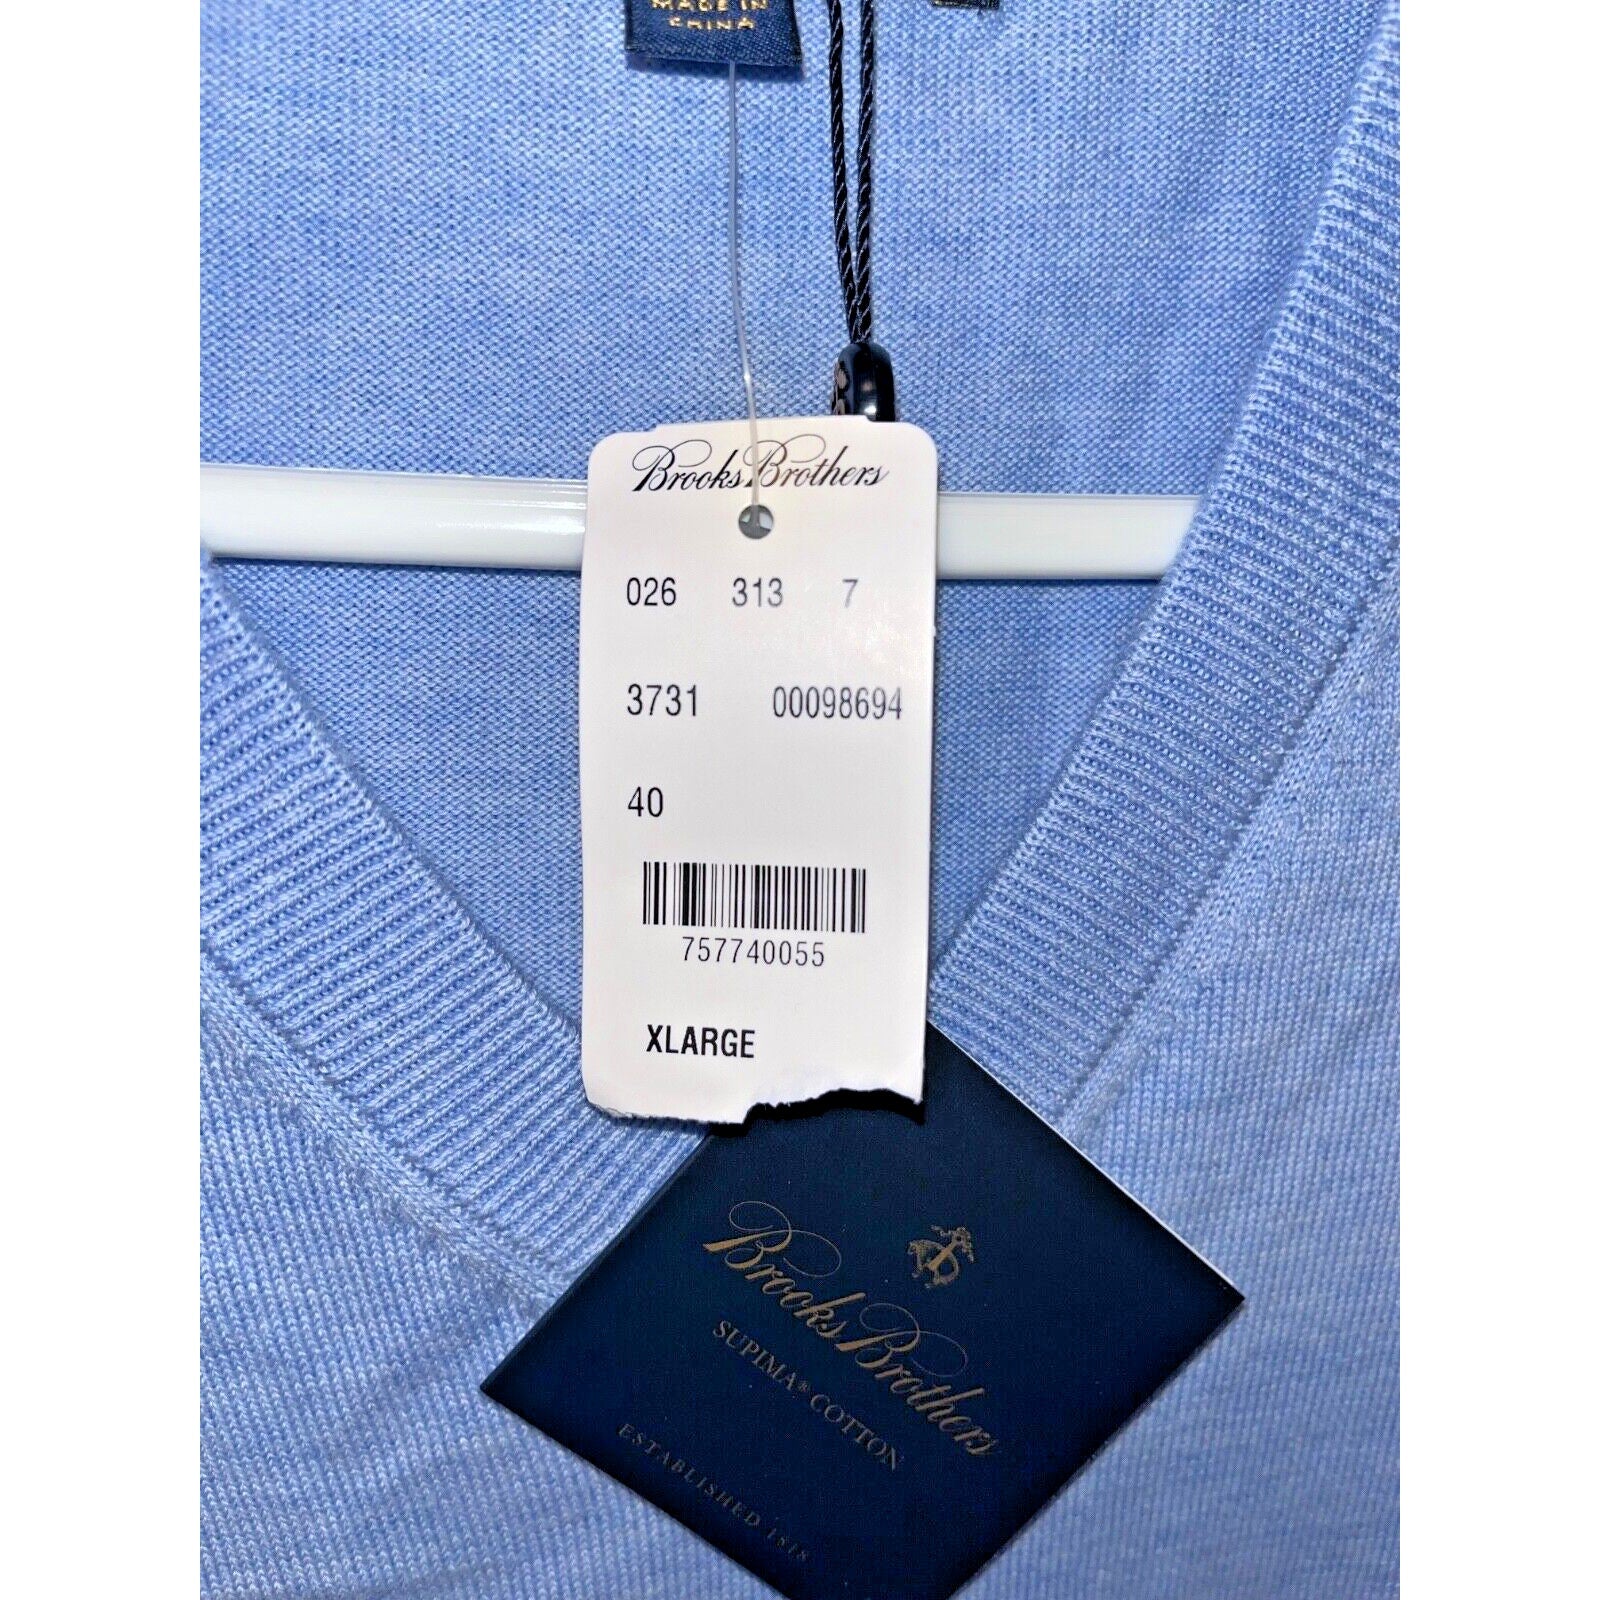 MADE IN
CHINA
Brooks Brothers
026 313 7
3731 00098694
40
757740055
XLARGE
Brooks Brothers
SUPIMA® COTTON
ESTABLISHED 1818